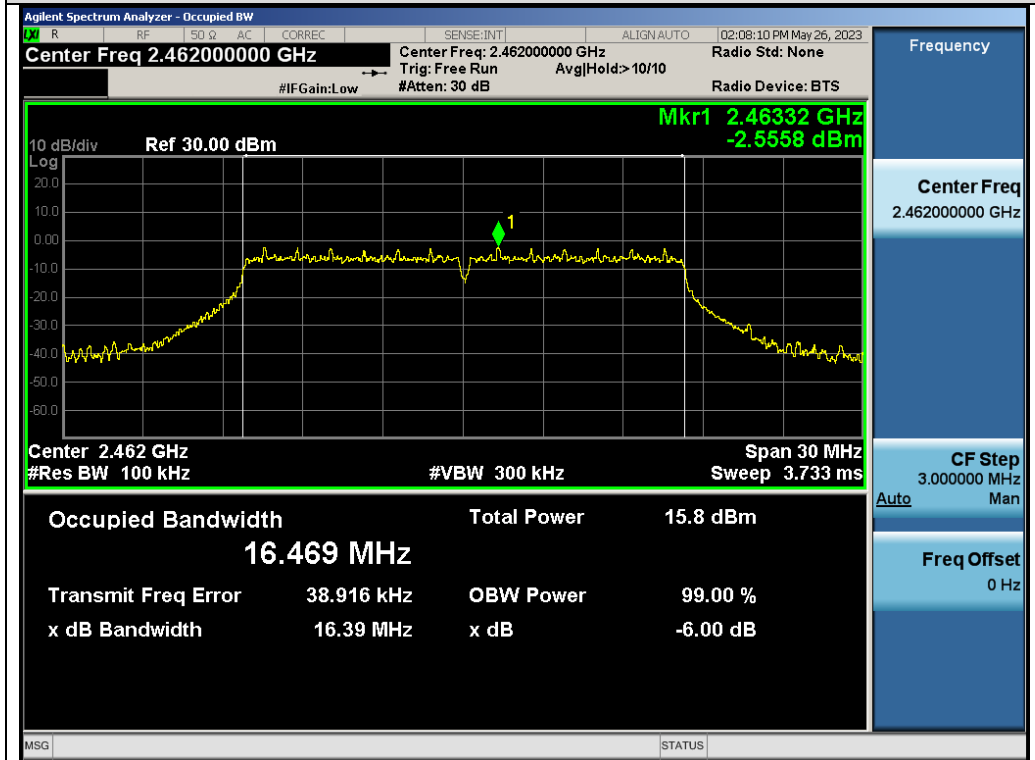 Agilent Spectrum Analyzer - Occupied BW
LXI R RF 50 Ω AC CORREC SENSE:INT ALIGN AUTO 02:08:10 PM May 26, 2023
Center Freq 2.462000000 GHz Center Freq: 2.462000000 GHz Radio Std: None
Trig: Free Run Avg|Hold:> 10/10
#IFGain:Low #Atten: 30 dB Radio Device: BTS
Mkr1 2.46332 GHz
10 dB/div Ref 30.00 dBm -2.5558 dBm
Log
20.0
10.0
1
0.00
-10.0
-20.0
-30.0
-40.0
-50.0
-60.0
Center 2.462 GHz Span 30 MHz
#Res BW 100 kHz #VBW 300 kHz Sweep 3.733 ms
Occupied Bandwidth Total Power 15.8 dBm
16.469 MHz
Transmit Freq Error 38.916 kHz OBW Power 99.00 %
x dB Bandwidth 16.39 MHz x dB -6.00 dB
Frequency
Center Freq
2.462000000 GHz
CF Step
3.000000 MHz
Auto Man
Freq Offset
0 Hz
MSG STATUS